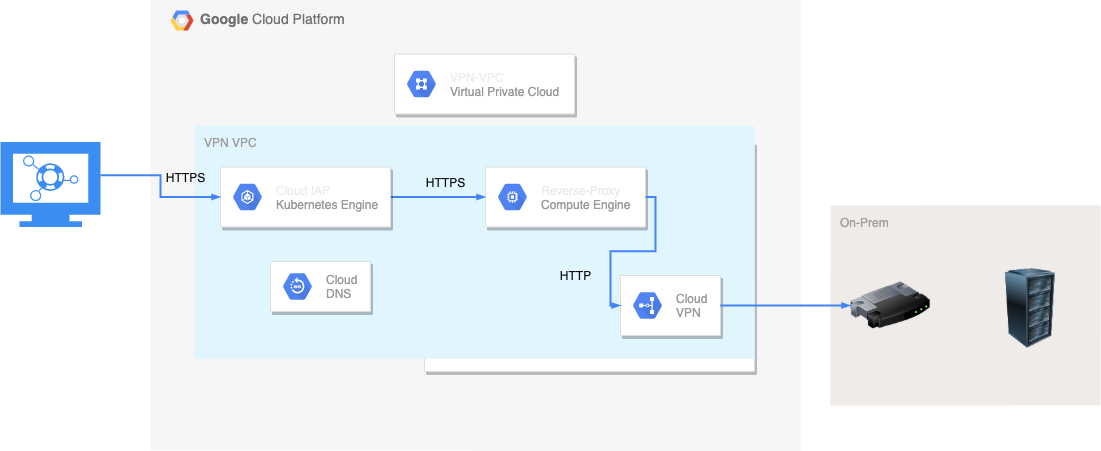 Google Cloud Platform
VPN-VPC
Virtual Private Cloud
VPN VPC
HTTPS
Cloud IAP
Kubernetes Engine
HTTPS
Reverse-Proxy
Compute Engine
On-Prem
HTTP
Cloud
DNS
Cloud
VPN